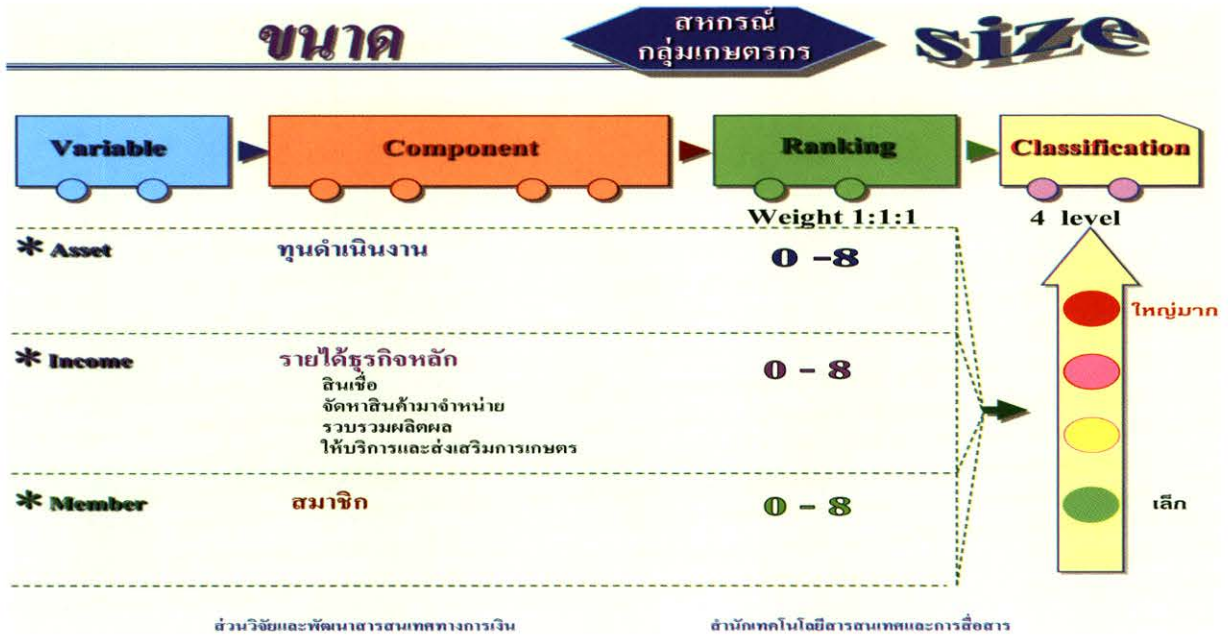 ขนาด
สหกรณ์
กลุ่มเกษตรกร
size
Variable
Component
Ranking
Classification
Weight 1:1:1
4 level
* Asset
ทุนดำเนินงาน
0 -8
ใหญ่มาก
* Income
รายได้ธุรกิจหลัก
0 - 8
สินเชื่อ
จัดหาสินค้ามาจำหน่าย
รวบรวมผลิตผล
ให้บริการและส่งเสริมการเกษตร
* Member
สมาชิก
0 - 8
เล็ก
ส่วนวิจัยและพัฒนาสารสนเทศทางการเงิน
สำนักเทคโนโลยีสารสนเทศและการสื่อสาร